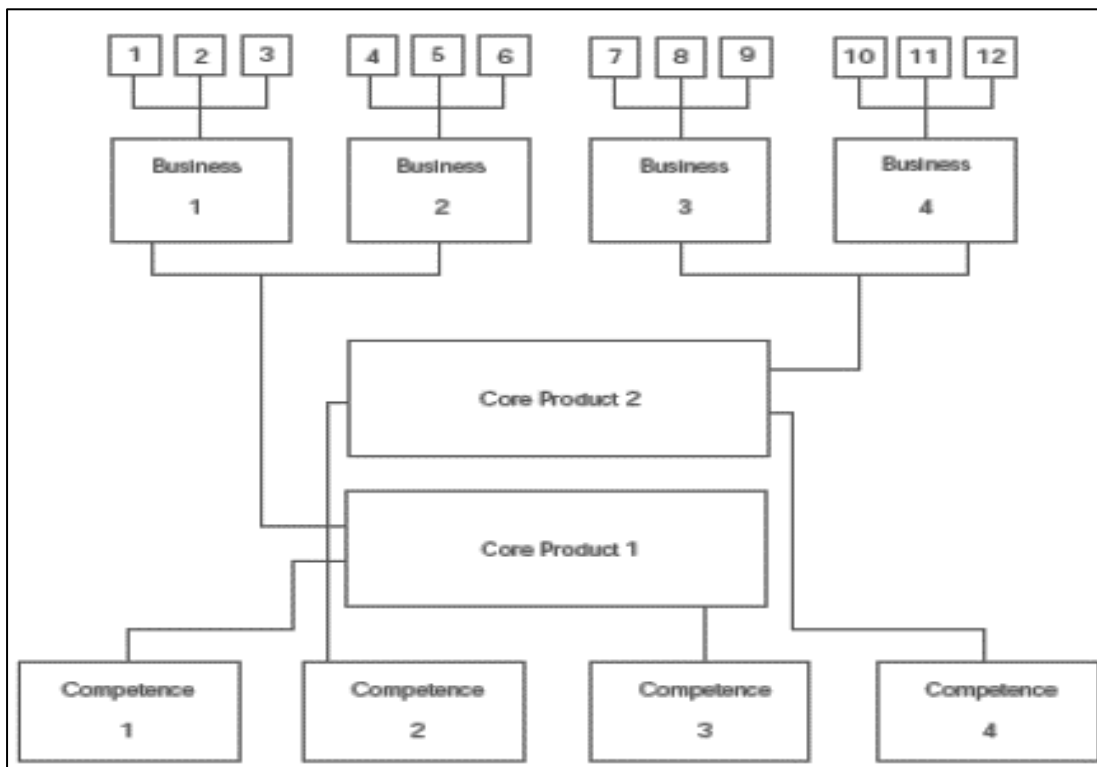 1 2 3 4 5 6 7 8 9 10 11 12
Business Business Business Business
1 2 3 4
Core Product 2
Core Product 1
Competence Competence Competence Competence
1 2 3 4